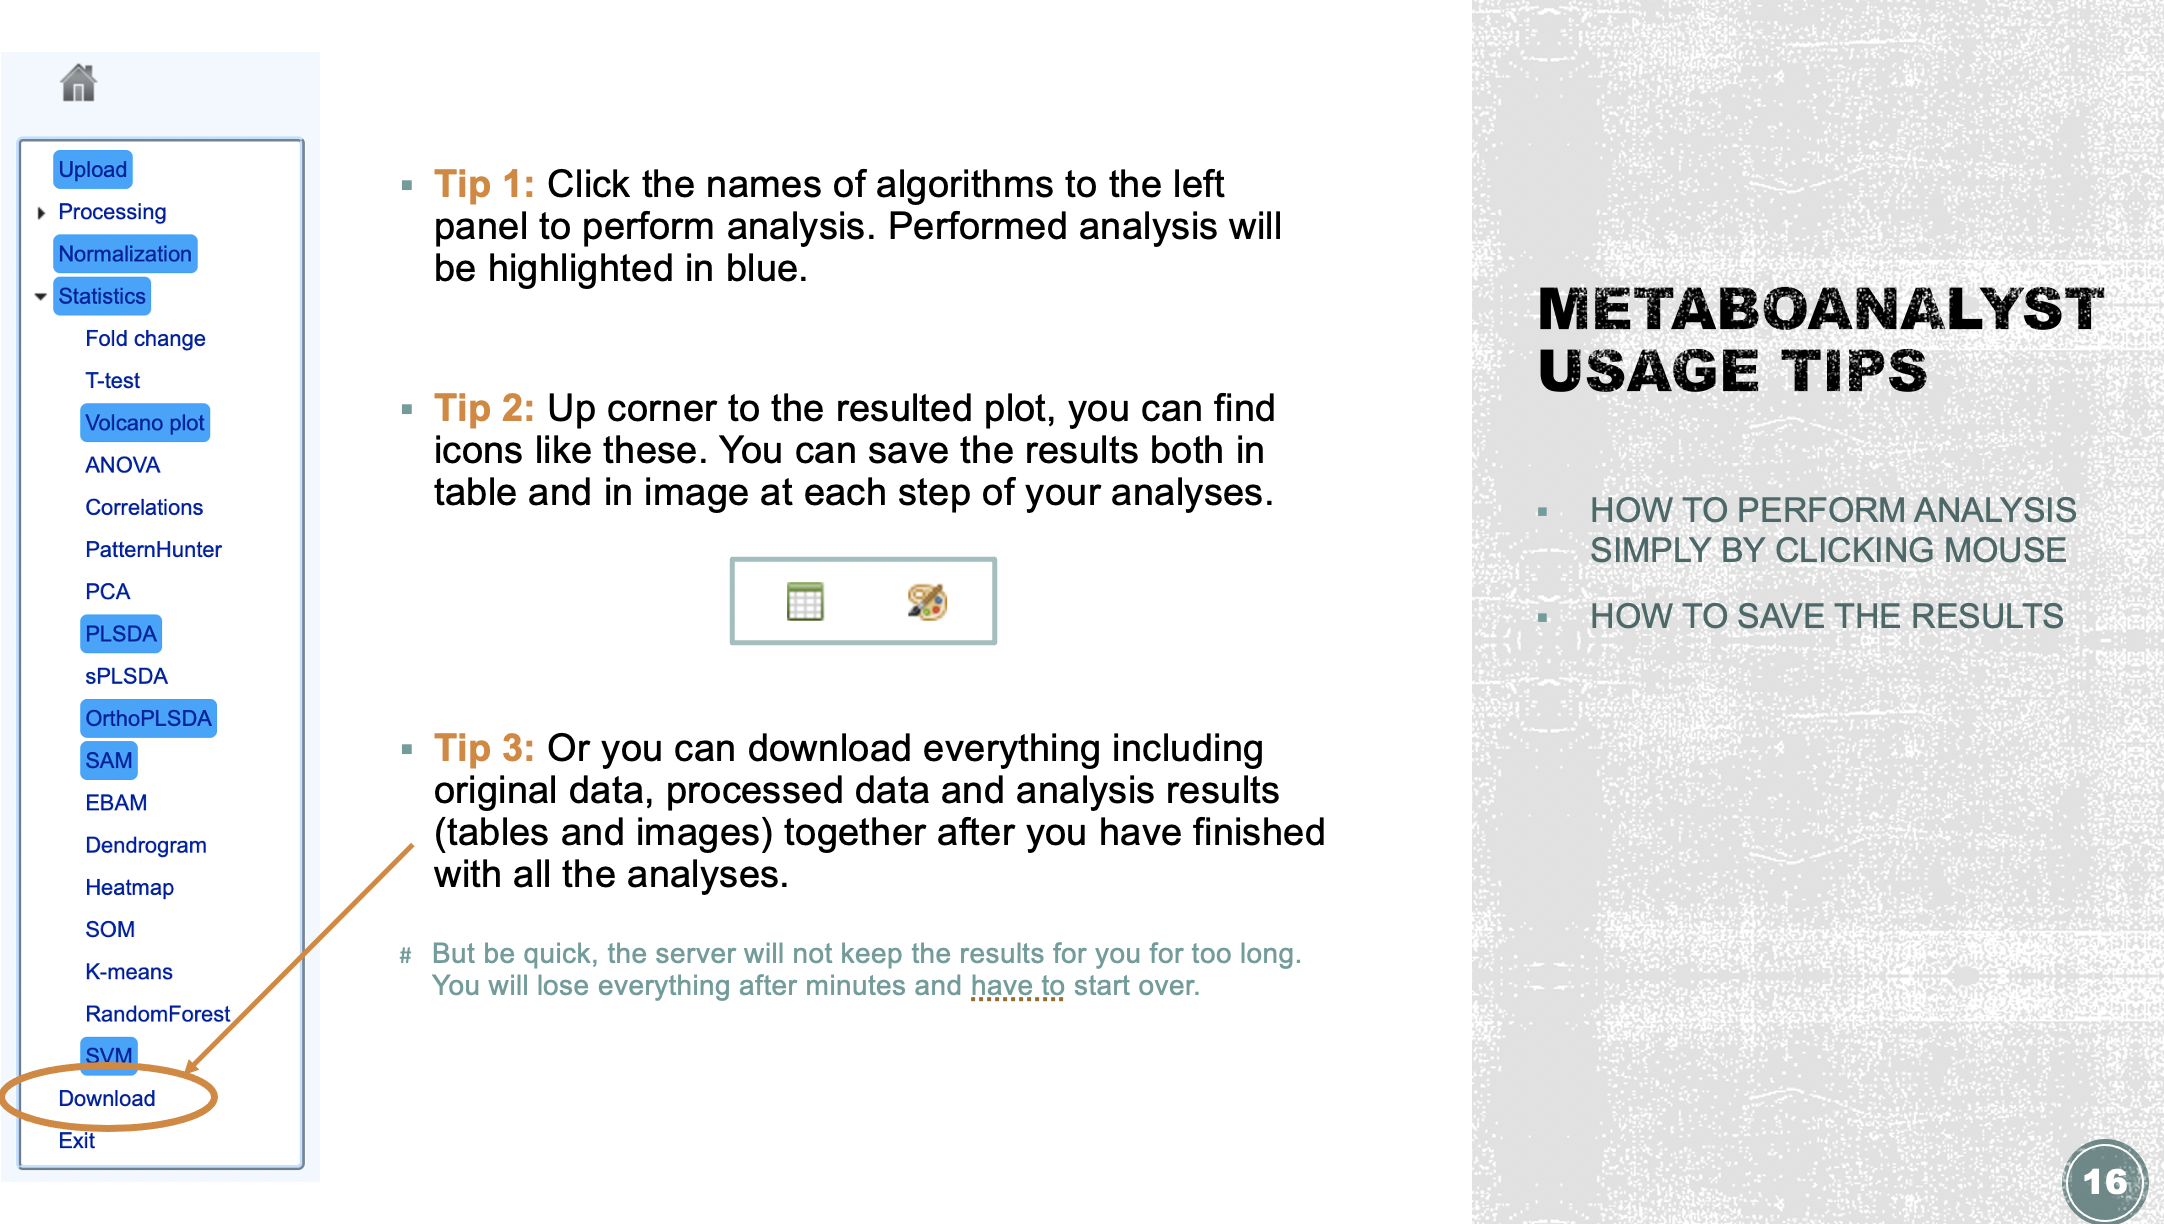 Upload
Processing
Normalization
Statistics
Fold change
T-test
Volcano plot
ANOVA
Correlations
PatternHunter
PCA
PLSDA
sPLSDA
OrthoPLSDA
SAM
EBAM
Dendrogram
Heatmap
SOM
K-means
RandomForest
SVM
Download
Exit
▪ Tip 1: Click the names of algorithms to the left
panel to perform analysis. Performed analysis will
be highlighted in blue.
▪ Tip 2: Up corner to the resulted plot, you can find
icons like these. You can save the results both in
table and in image at each step of your analyses.
▪ Tip 3: Or you can download everything including
original data, processed data and analysis results
(tables and images) together after you have finished
with all the analyses.
# But be quick, the server will not keep the results for you for too long.
You will lose everything after minutes and have to start over.
METABOANALYST
USAGE TIPS
▪ HOW TO PERFORM ANALYSIS
SIMPLY BY CLICKING MOUSE
▪ HOW TO SAVE THE RESULTS
16